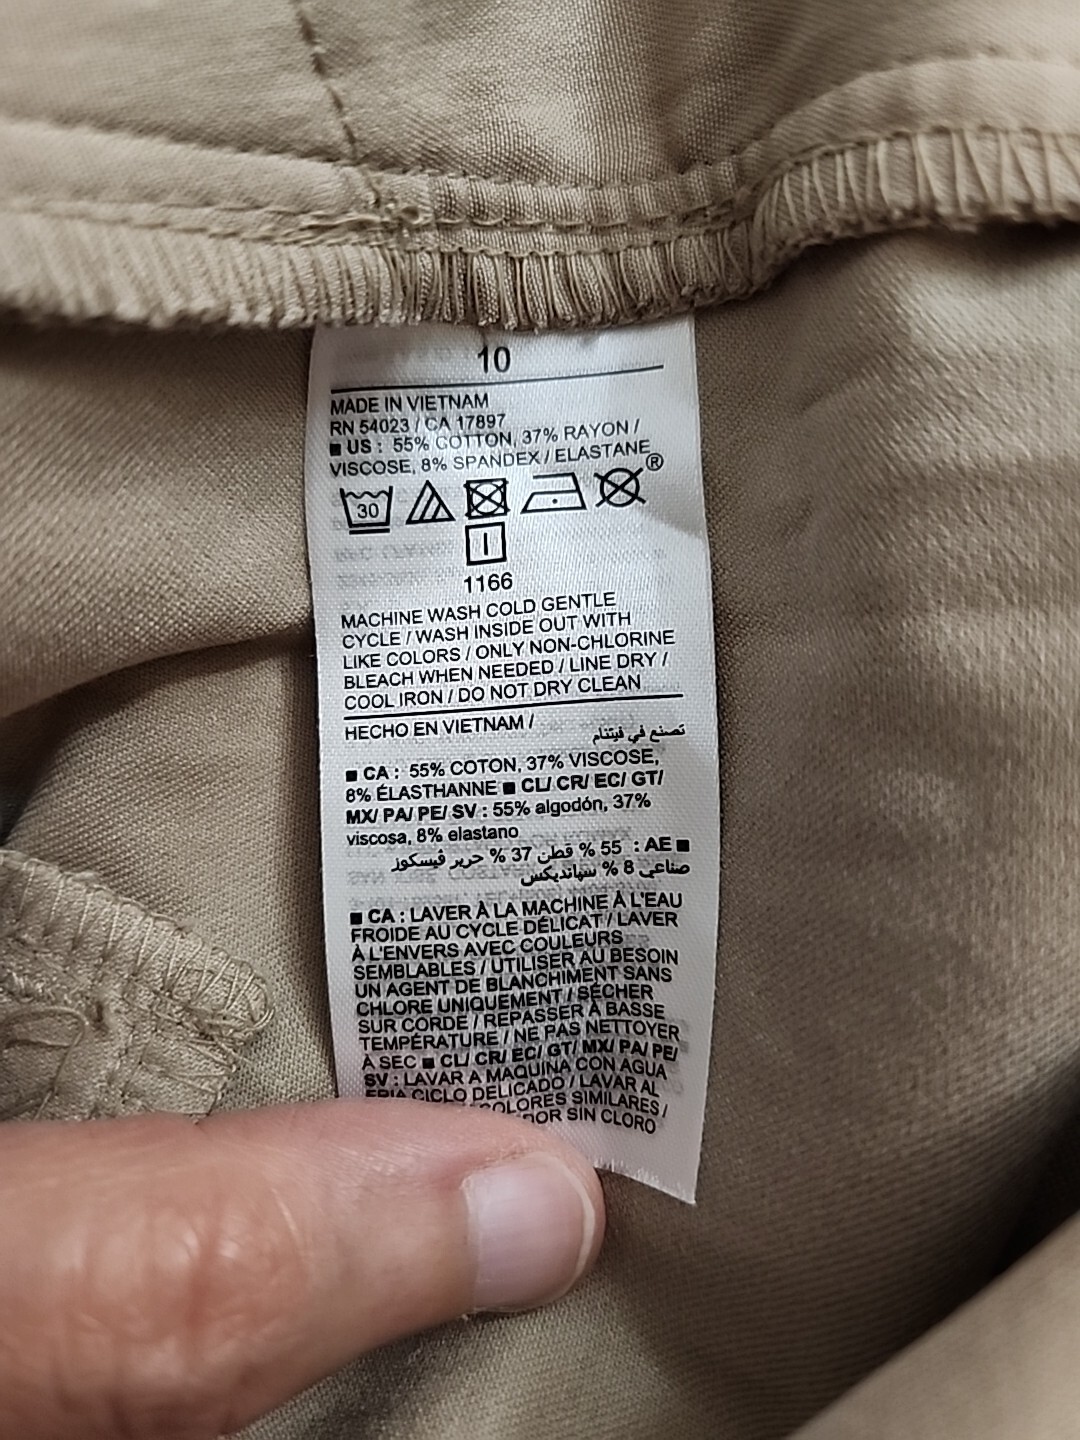 10
MADE IN VIETNAM
RN 54023 / CA 17897
■ US : 55% COTTON, 37% RAYON /
VISCOSE, 8% SPANDEX / ELASTANE
30
®
1166
MACHINE WASH COLD GENTLE
CYCLE / WASH INSIDE OUT WITH
LIKE COLORS / ONLY NON-CHLORINE
BLEACH WHEN NEEDED / LINE DRY /
COOL IRON / DO NOT DRY CLEAN
HECHO EN VIETNAM /
تصنع في فيتنام
■ CA : 55% COTON, 37% VISCOSE,
8% ÉLASTHANNE ■ CL/ CR/ EC/ GT/
MX/ PA/ PE/ SV : 55% algodón, 37%
viscosa, 8% elastano
■ AE : 55 % قطن 37 % حرير ڤيسكوز
صناعي 8 % سباندیکس
■ CA : LAVER À LA MACHINE À L'EAU
FROIDE AU CYCLE DÉLICAT / LAVER
À L'ENVERS AVEC COULEURS
SEMBLABLES / UTILISER AU BESOIN
UN AGENT DE BLANCHIMENT SANS
CHLORE UNIQUEMENT / SÉCHER
SUR CORDE / REPASSER À BASSE
TEMPÉRATURE / NE PAS NETTOYER
À SEC ■ CL/ CR/ EC/ GT/ MX/ PA/ PE/
SV : LAVAR A MAQUINA CON AGUA
CICLO DELICADO / LAVAR AL
COLORES SIMILARES /
SIN CLORO